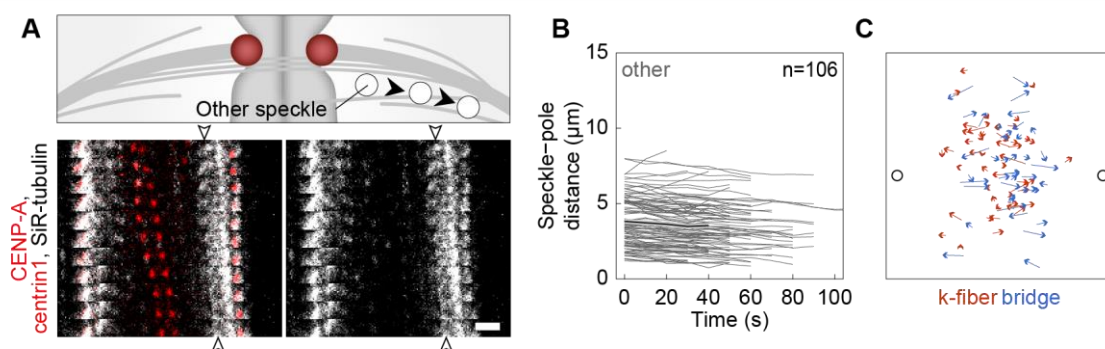 A
Other speckle
CENP-A,
centrin1, SiR-tubulin
B
15
10
5
0
Speckle–pole
distance (μm)
other
n=106
0 20 40 60 80 100
Time (s)
C
k-fiber bridge